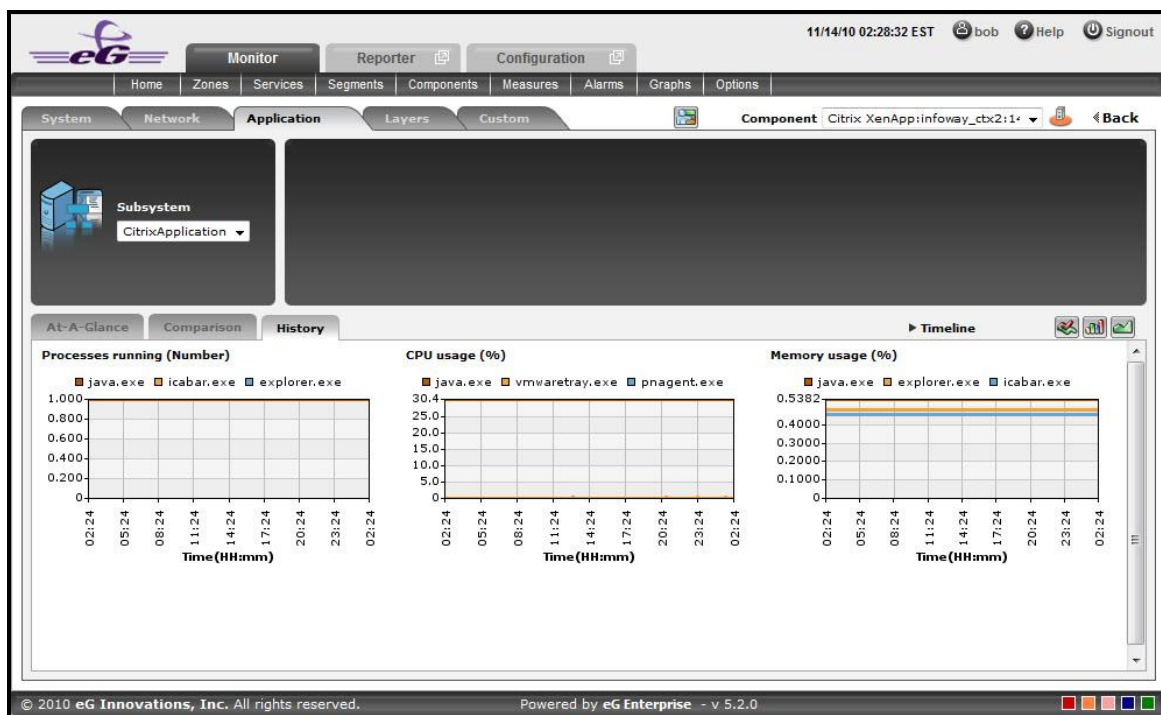 11/14/10 02:28:32 EST bob Help Signout
eG
Monitor Reporter Configuration
Home Zones Services Segments Components Measures Alarms Graphs Options
System Network Application Layers Custom Component Citrix XenApp:infoway_ctx2:14 Back
Subsystem
CitrixApplication
At-A-Glance Comparison History Timeline
Processes running (Number)
java.exe icabar.exe explorer.exe
1.000
0.800
0.600
0.400
0.200
0
02:24 05:24 08:24 11:24 14:24 17:24 20:24 23:24 02:24
Time(HH:mm)
CPU usage (%)
java.exe vmwaretray.exe pnagent.exe
30.4
25.0
20.0
15.0
10.0
5.0
0
02:24 05:24 08:24 11:24 14:24 17:24 20:24 23:24 02:24
Time(HH:mm)
Memory usage (%)
java.exe explorer.exe icabar.exe
0.5382
0.4000
0.3000
0.2000
0.1000
0
02:24 05:24 08:24 11:24 14:24 17:24 20:24 23:24 02:24
Time(HH:mm)
© 2010 eG Innovations, Inc. All rights reserved. Powered by eG Enterprise - v 5.2.0